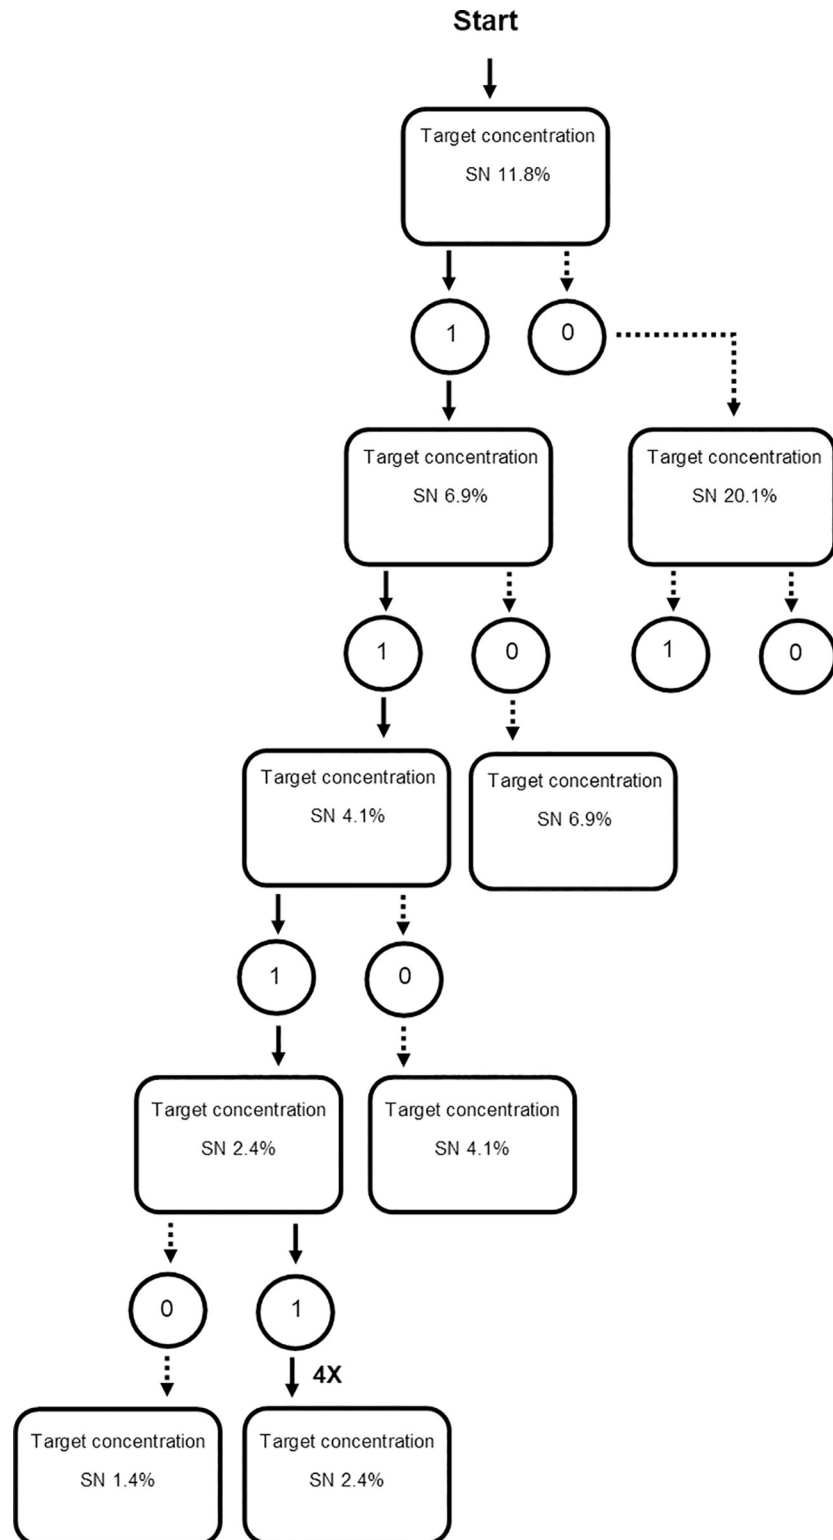 Start
Target concentration
SN 11.8%
1
0
Target concentration
SN 6.9%
Target concentration
SN 20.1%
1
0
1
0
Target concentration
SN 4.1%
Target concentration
SN 6.9%
1
0
Target concentration
SN 2.4%
Target concentration
SN 4.1%
0
1
4X
Target concentration
SN 1.4%
Target concentration
SN 2.4%